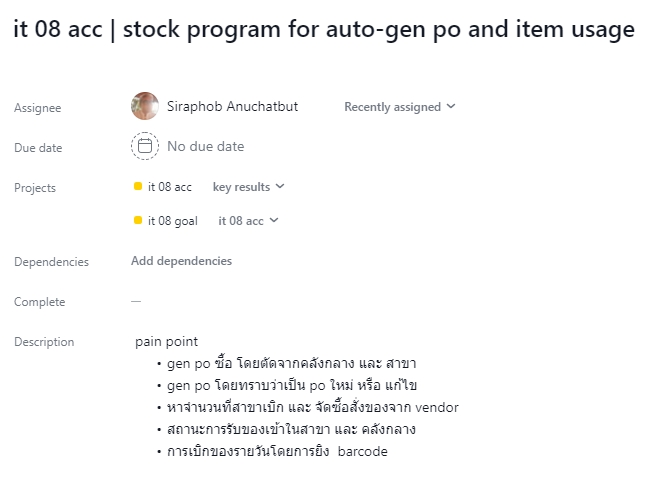 it 08 acc | stock program for auto-gen po and item usage
Assignee Siraphob Anuchatbut Recently assigned
Due date No due date
Projects it 08 acc key results
it 08 goal it 08 acc
Dependencies Add dependencies
Complete —
Description pain point
• gen po ซื้อ โดยตัดจากคลังกลาง และ สาขา
• gen po โดยทราบว่าเป็น po ใหม่ หรือ แก้ไข
• หาจำนวนที่สาขาเบิก และ จัดซื้อสั่งของจาก vendor
• สถานะการรับของเข้าในสาขา และ คลังกลาง
• การเบิกของรายวันโดยการยิง barcode